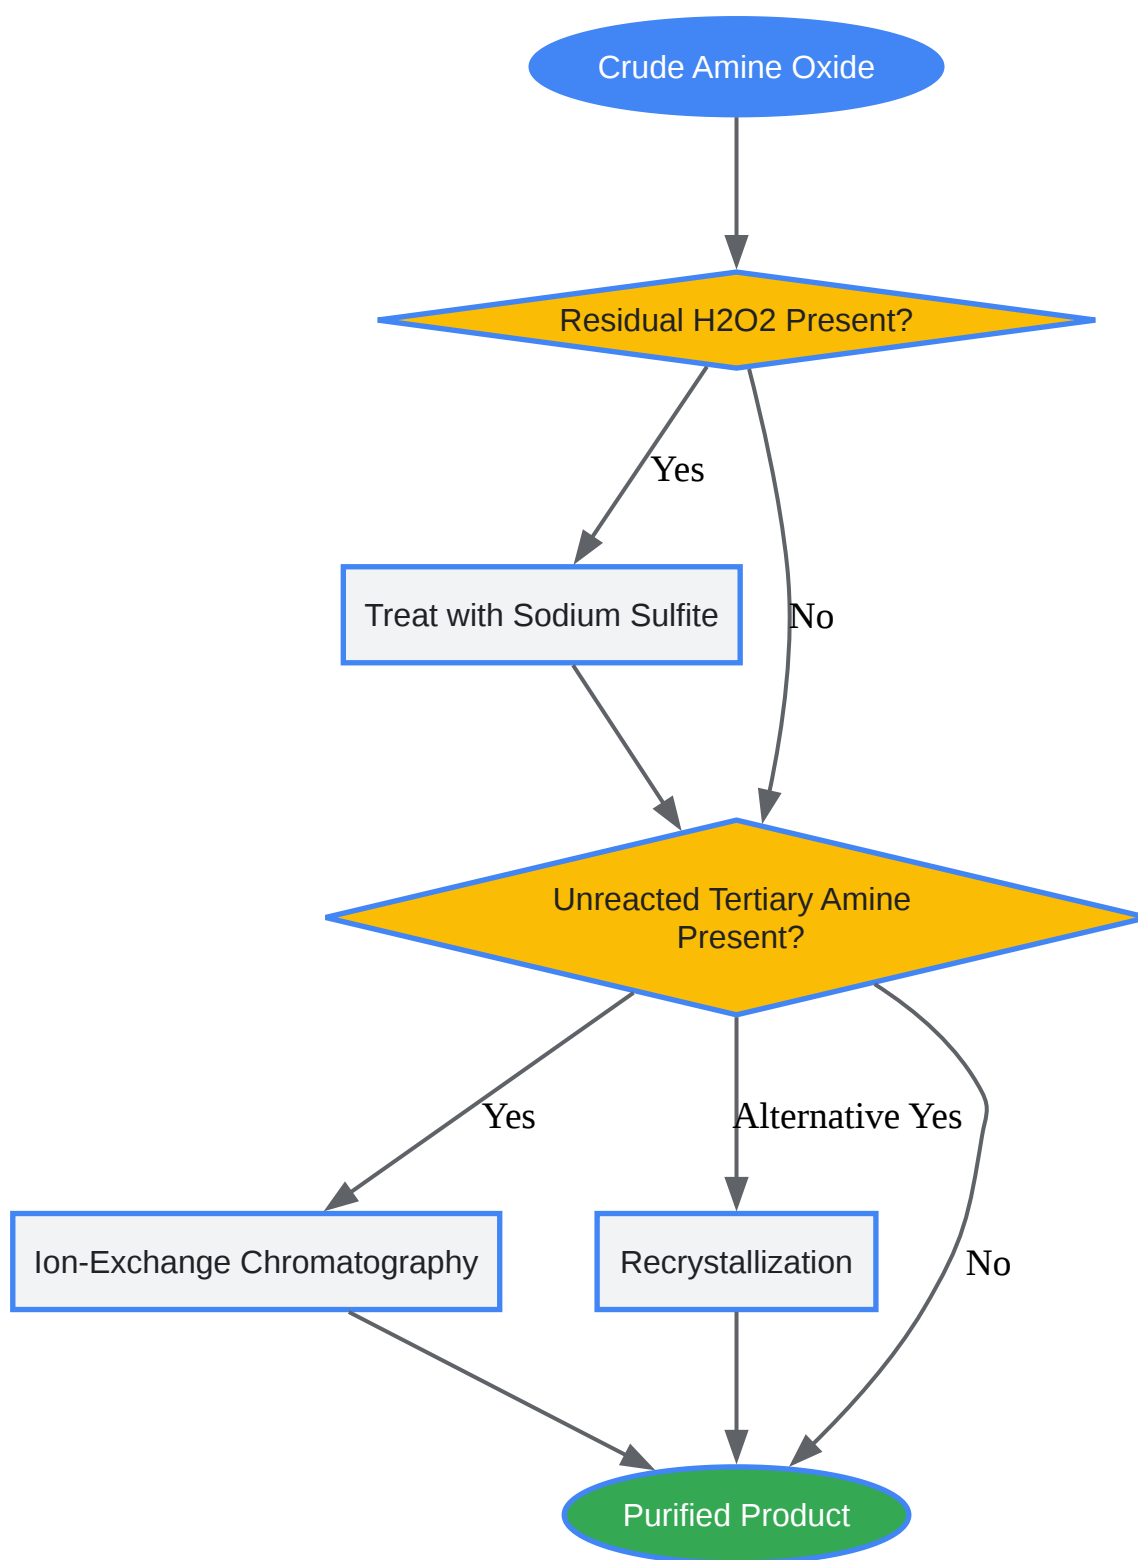 Crude Amine Oxide
Residual H2O2 Present?
Yes
Treat with Sodium Sulfite
No
Unreacted Tertiary Amine
Present?
Yes
Alternative Yes
Ion-Exchange Chromatography
Recrystallization
No
Purified Product